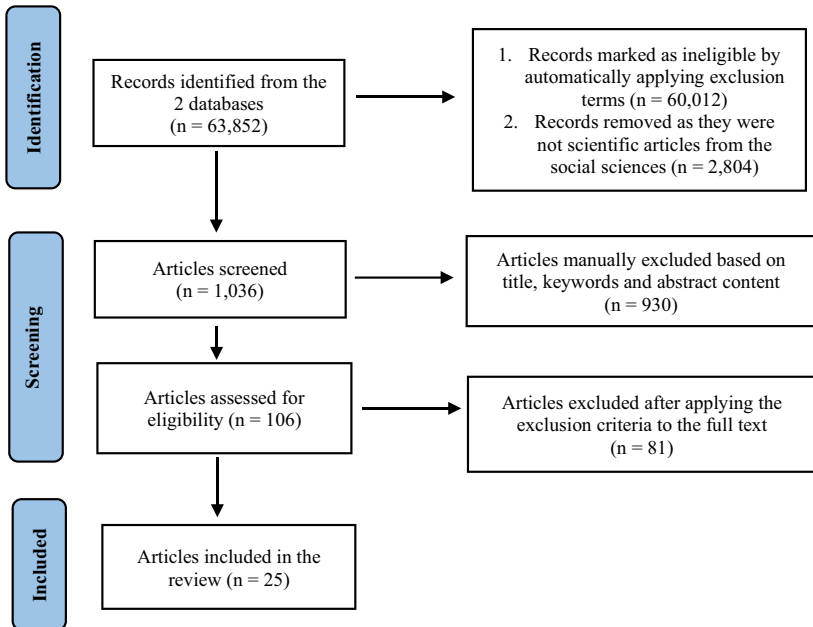 Identification
Records identified from the
2 databases
(n = 63,852)
1. Records marked as ineligible by
automatically applying exclusion
terms (n = 60,012)
2. Records removed as they were
not scientific articles from the
social sciences (n = 2,804)
Screening
Articles screened
(n = 1,036)
Articles manually excluded based on
title, keywords and abstract content
(n = 930)
Articles assessed for
eligibility (n = 106)
Articles excluded after applying the
exclusion criteria to the full text
(n = 81)
Included
Articles included in the
review (n = 25)